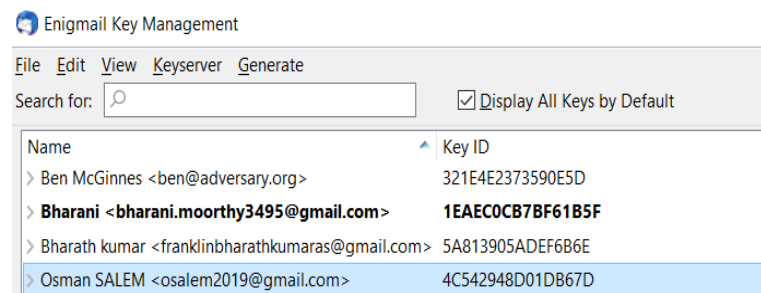 Enigmail Key Management
File Edit View Keyserver Generate
Search for: Display All Keys by Default
Name Key ID
Ben McGinnes <ben@adversary.org> 321E4E2373590E5D
Bharani <bharani.moorthy3495@gmail.com> 1EAEC0CB7BF61B5F
Bharath kumar <franklinbharathkumaras@gmail.com> 5A813905ADEF6B6E
Osman SALEM <osalem2019@gmail.com> 4C542948D01DB67D